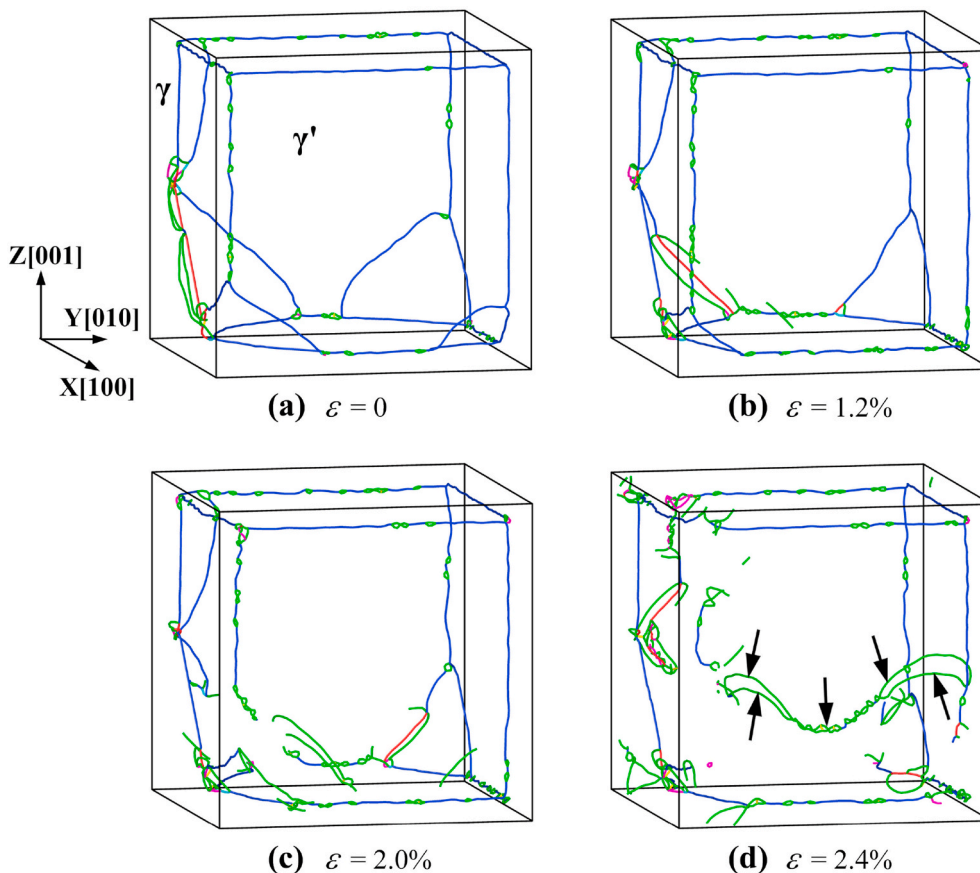 γ
γ'
Z[001]
Y[010]
X[100]
(a) ε = 0
(b) ε = 1.2%
(c) ε = 2.0%
(d) ε = 2.4%